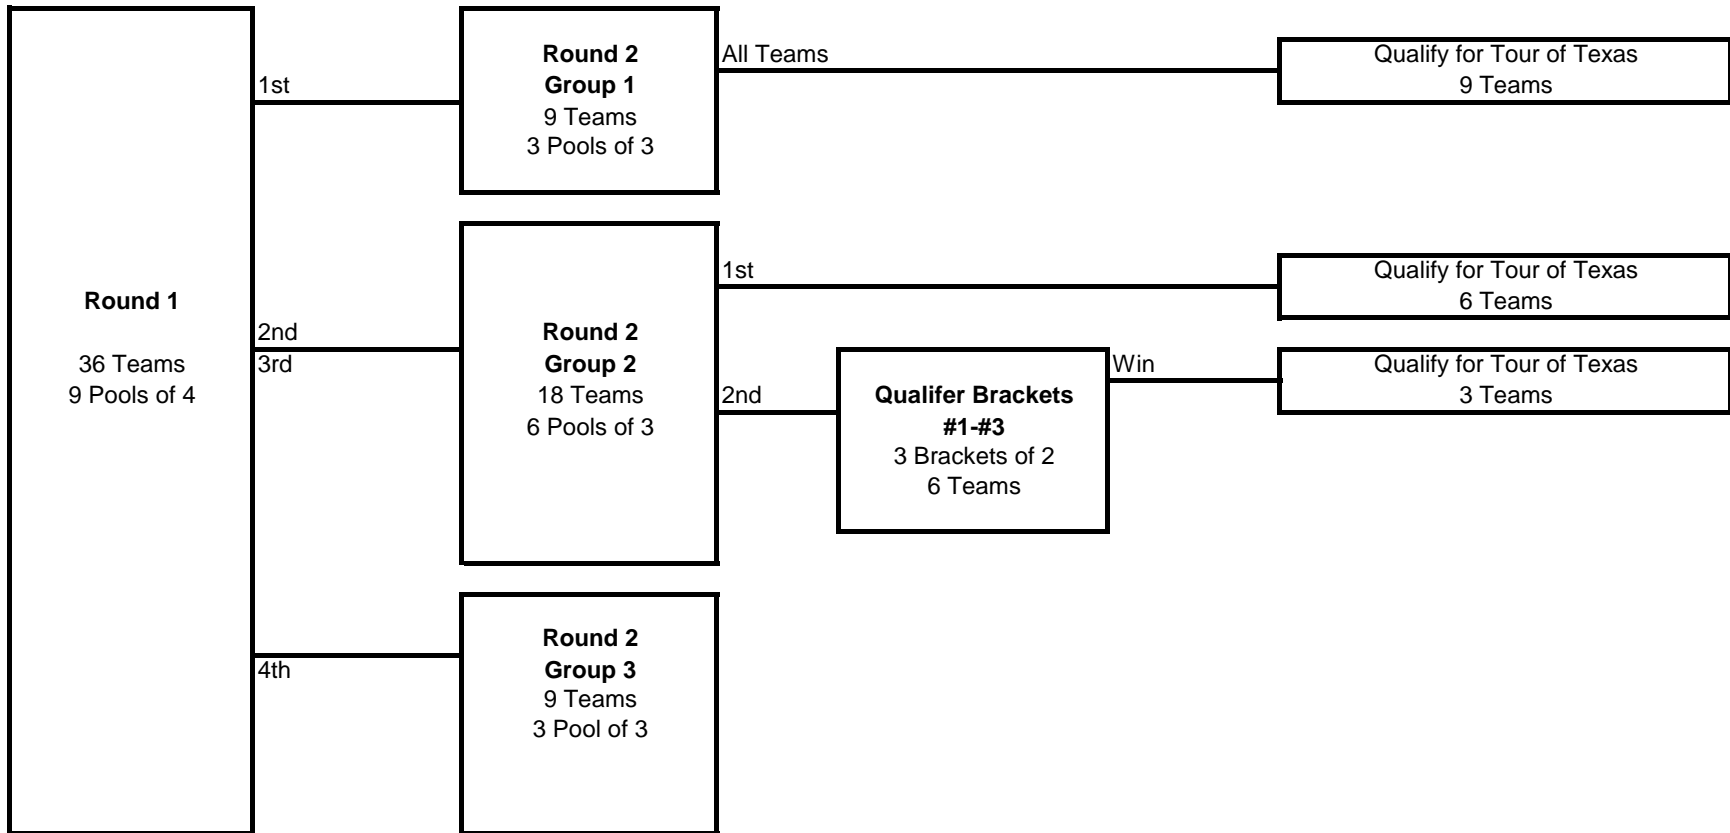 Round 1
36 Teams
9 Pools of 4
1st
2nd
3rd
4th
Round 2
Group 1
9 Teams
3 Pools of 3
All Teams
Qualify for Tour of Texas
9 Teams
Round 2
Group 2
18 Teams
6 Pools of 3
1st
Qualify for Tour of Texas
6 Teams
2nd
Qualifer Brackets
#1-#3
3 Brackets of 2
6 Teams
Win
Qualify for Tour of Texas
3 Teams
Round 2
Group 3
9 Teams
3 Pool of 3